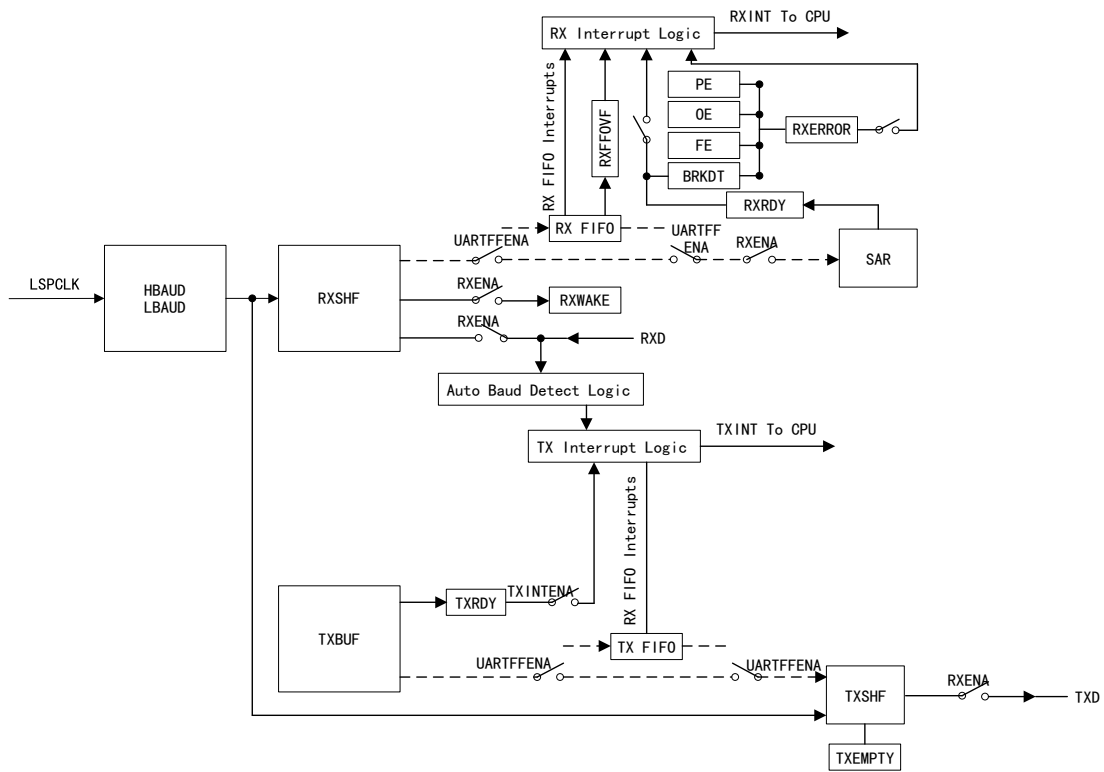 RXINT To CPU
RX Interrupt Logic
RX FIFO Interrupts
RXFFOVF
PE
OE
FE
BRKDT
RXERROR
RXRDY
RX FIFO
UARTFFENA
UARTFF
ENA
RXENA
SAR
LSPCLK
HBAUD
LBAUD
RXSHF
RXENA
RXWAKE
RXENA
RXD
Auto Baud Detect Logic
TX Interrupt Logic
TXINT To CPU
RX FIFO Interrupts
TXBUF
TXRDY
TXINTENA
TX FIFO
UARTFFENA
UARTFFENA
TXSHF
RXENA
TXD
TXEMPTY